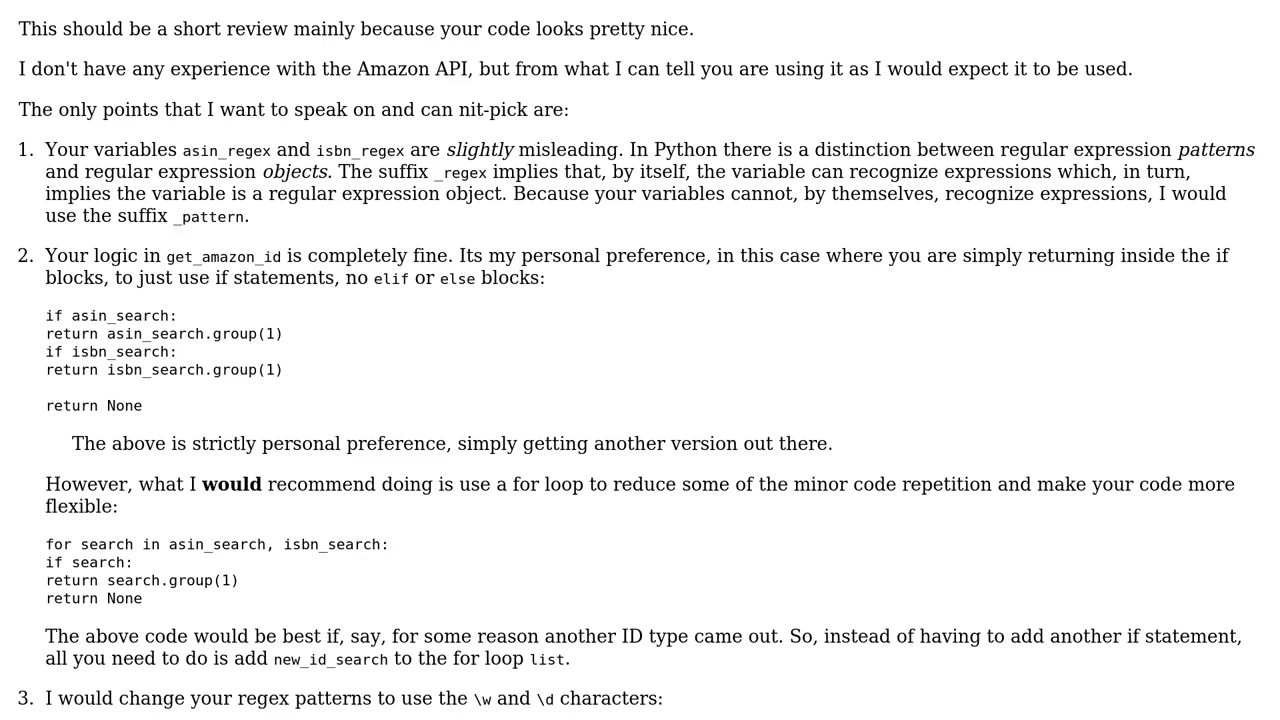 This should be a short review mainly because your code looks pretty nice.
I don't have any experience with the Amazon API, but from what I can tell you are using it as I would expect it to be used.
The only points that I want to speak on and can nit-pick are:
1. Your variables asin_regex and isbn_regex are slightly misleading. In Python there is a distinction between regular expression patterns
and regular expression objects. The suffix _regex implies that, by itself, the variable can recognize expressions which, in turn,
implies the variable is a regular expression object. Because your variables cannot, by themselves, recognize expressions, I would
use the suffix _pattern.
2. Your logic in get_amazon_id is completely fine. Its my personal preference, in this case where you are simply returning inside the if
blocks, to just use if statements, no elif or else blocks:
if asin_search:
return asin_search.group(1)
if isbn_search:
return isbn_search.group(1)
return None
The above is strictly personal preference, simply getting another version out there.
However, what I would recommend doing is use a for loop to reduce some of the minor code repetition and make your code more
flexible:
for search in asin_search, isbn_search:
if search:
return search.group(1)
return None
The above code would be best if, say, for some reason another ID type came out. So, instead of having to add another if statement,
all you need to do is add new_id_search to the for loop list.
3. I would change your regex patterns to use the \w and \d characters: